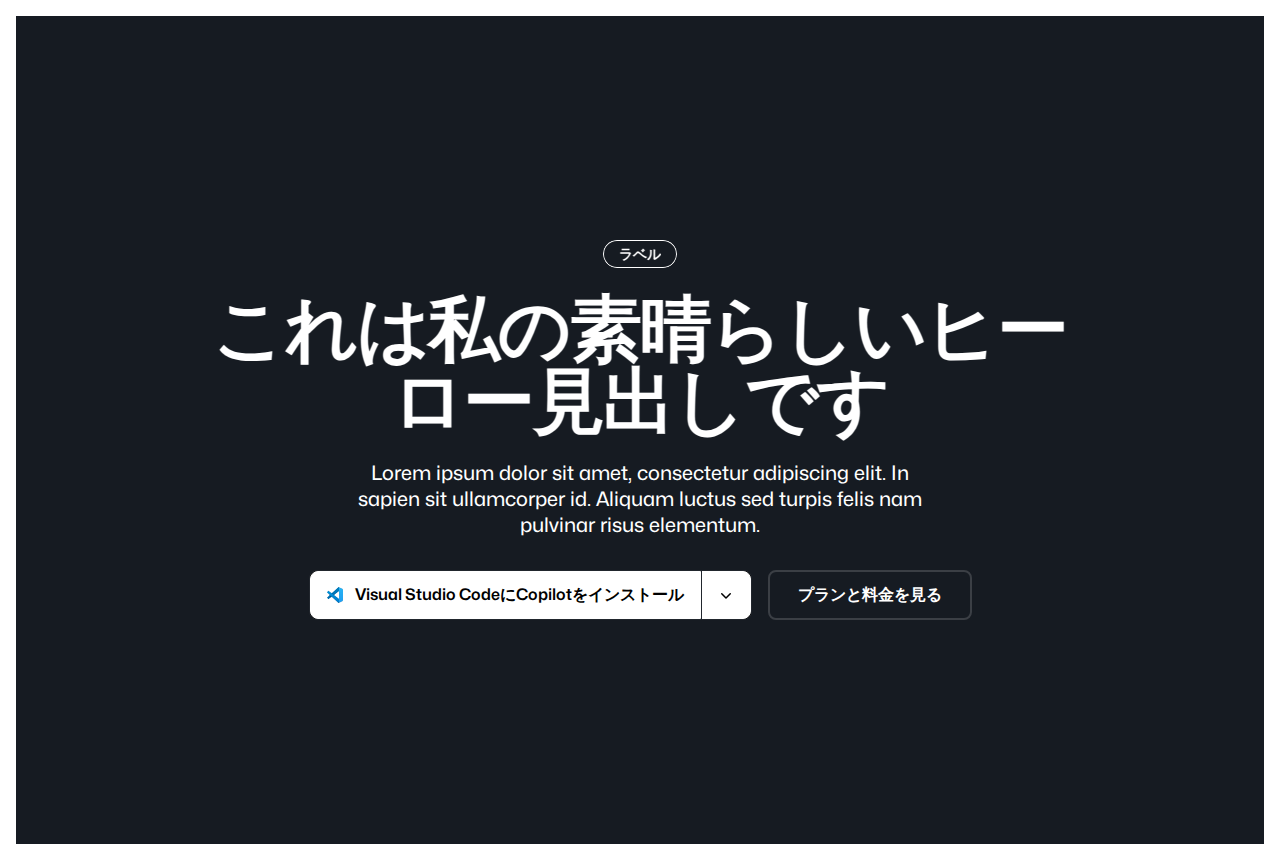 ラベル
これは私の素晴らしいヒー
ロー見出しです
Lorem ipsum dolor sit amet, consectetur adipiscing elit. In
sapien sit ullamcorper id. Aliquam luctus sed turpis felis nam
pulvinar risus elementum.
Visual Studio CodeにCopilotをインストール
プランと料金を見る